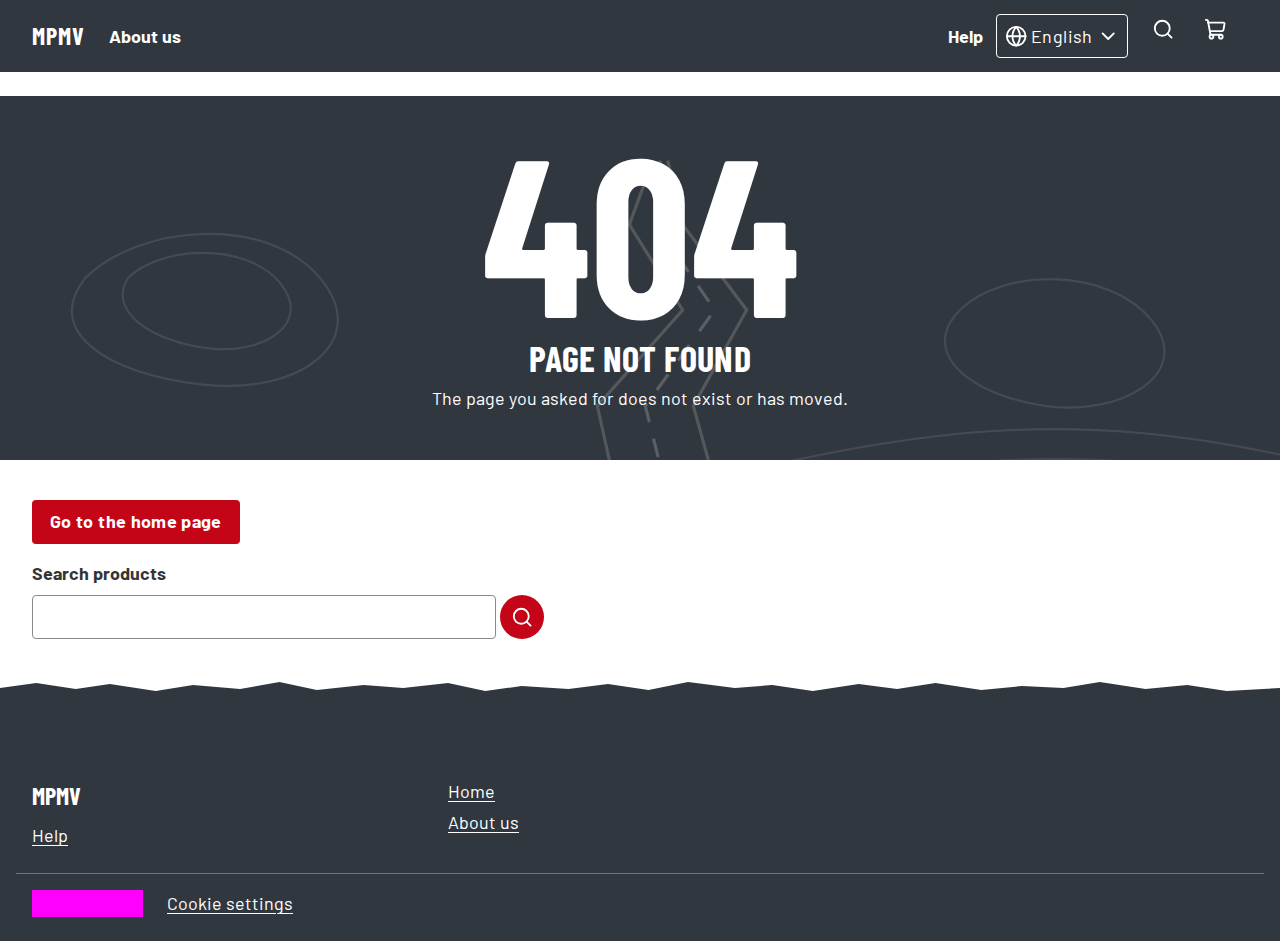 MPMV
About us
Help
English
404
PAGE NOT FOUND
The page you asked for does not exist or has moved.
Go to the home page
Search products
MPMV
Help
Home
About us
Cookie settings